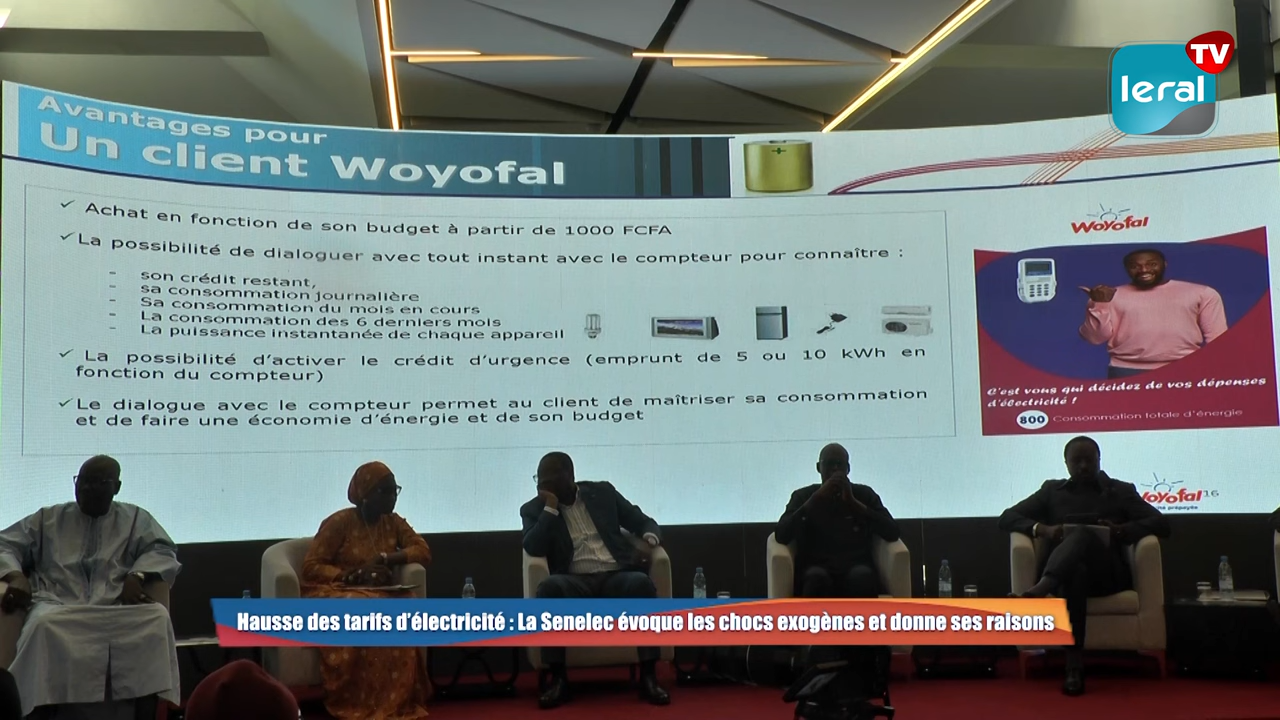 leral TV
Avantages pour
Un client Woyofal
Achat en fonction de son budget à partir de 1000 FCFA
La possibilité de dialoguer avec tout instant avec le compteur pour connaître :
- son crédit restant,
- sa consommation journalière
- Sa consommation du mois en cours
- La consommation des 6 derniers mois
- La puissance instantanée de chaque appareil
La possibilité d'activer le crédit d'urgence (emprunt de 5 ou 10 kWh en
fonction du compteur)
Le dialogue avec le compteur permet au client de maîtriser sa consommation
et de faire une économie d'énergie et de son budget
Woyofal
C'est vous qui décidez de vos dépenses
d'électricité !
800 Consommation totale d'énergie
Woyofal 16
prépayée
Hausse des tarifs d'électricité : La Senelec évoque les chocs exogènes et donne ses raisons